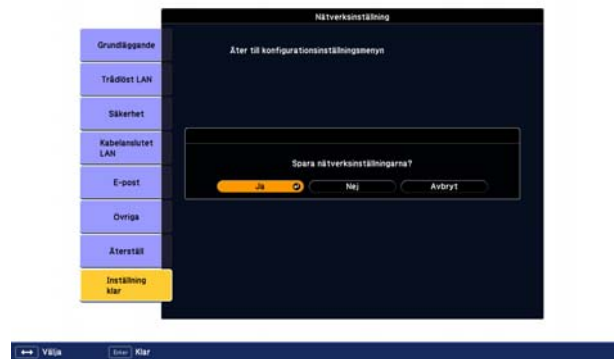 Nätverksinställning
Grundläggande
Åter till konfigurationsinställningsmenyn
Trådlöst LAN
Säkerhet
Kabelanslutet
LAN
Spara nätverksinställningarna?
Ja Nej Avbryt
E-post
Övriga
Återställ
Inställning
klar
Välja Enter Klar